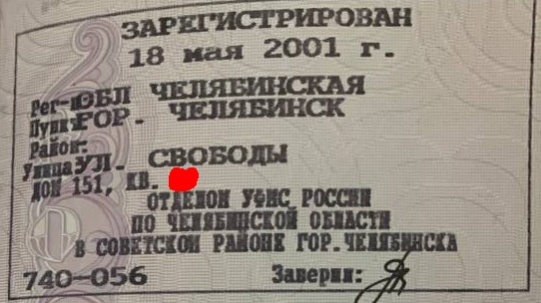 ЗАРЕГИСТРИРОВАН
18 мая 2001 г.
Рег-н ОБЛ ЧЕЛЯБИНСКАЯ
Пункт ГОР. ЧЕЛЯБИНСК
Район:
Улица УЛ. СВОБОДЫ
ДОМ 151, КВ.
ОТДЕЛОМ УФМС РОССИИ
ПО ЧЕЛЯБИНСКОЙ ОБЛАСТИ
В СОВЕТСКОМ РАЙОНЕ ГОР. ЧЕЛЯБИНСКА
740-056 Заверил: